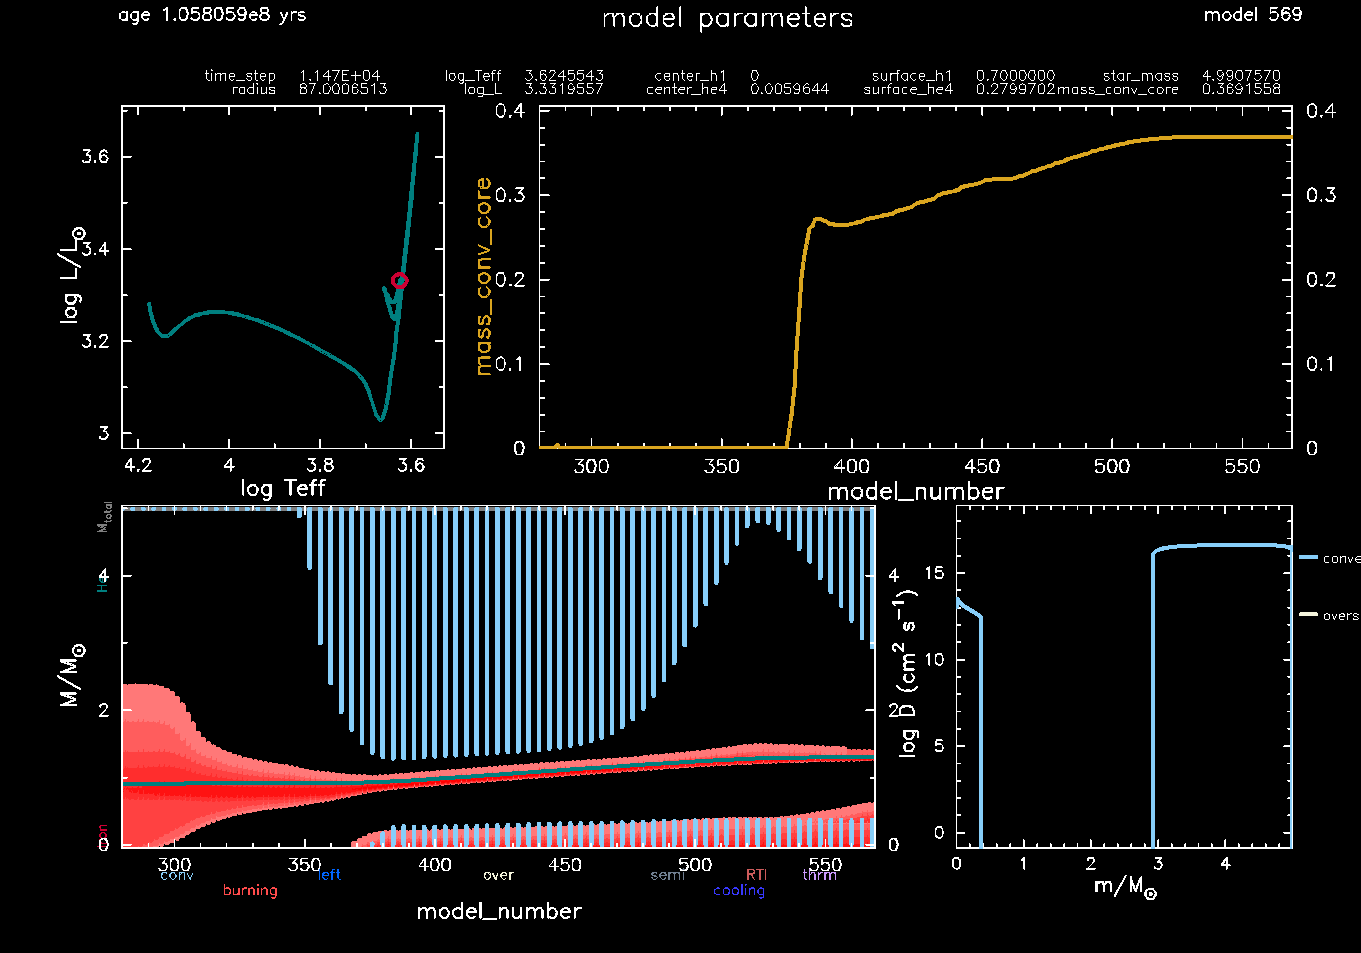 age 1.058059e8 yrs model parameters model 569
time_step 1.147E+04 log_Teff 3.6245543 center_h1 0 surface_h1 0.7000000 star_mass 4.9907570
radius 87.0006513 log_L 3.3319557 center_he4 0.0059644 surface_he4 0.2799702 mass_conv_core 0.3691558
log L/L⊙
3.6
3.4
3.2
3
4.2 4 3.8 3.6
log Teff
mass_conv_core
0.4 0.4
0.3 0.3
0.2 0.2
0.1 0.1
0 0
300 350 400 450 500 550
model_number
M/M⊙
Mtotal
He
4 4
2 2
0 0
300 350 400 450 500 550
conv left over semi RTI thrm
burning cooling
model_number
log D (cm² s⁻¹)
15
10
5
0
0 1 2 3 4
m/M⊙
conve
overs